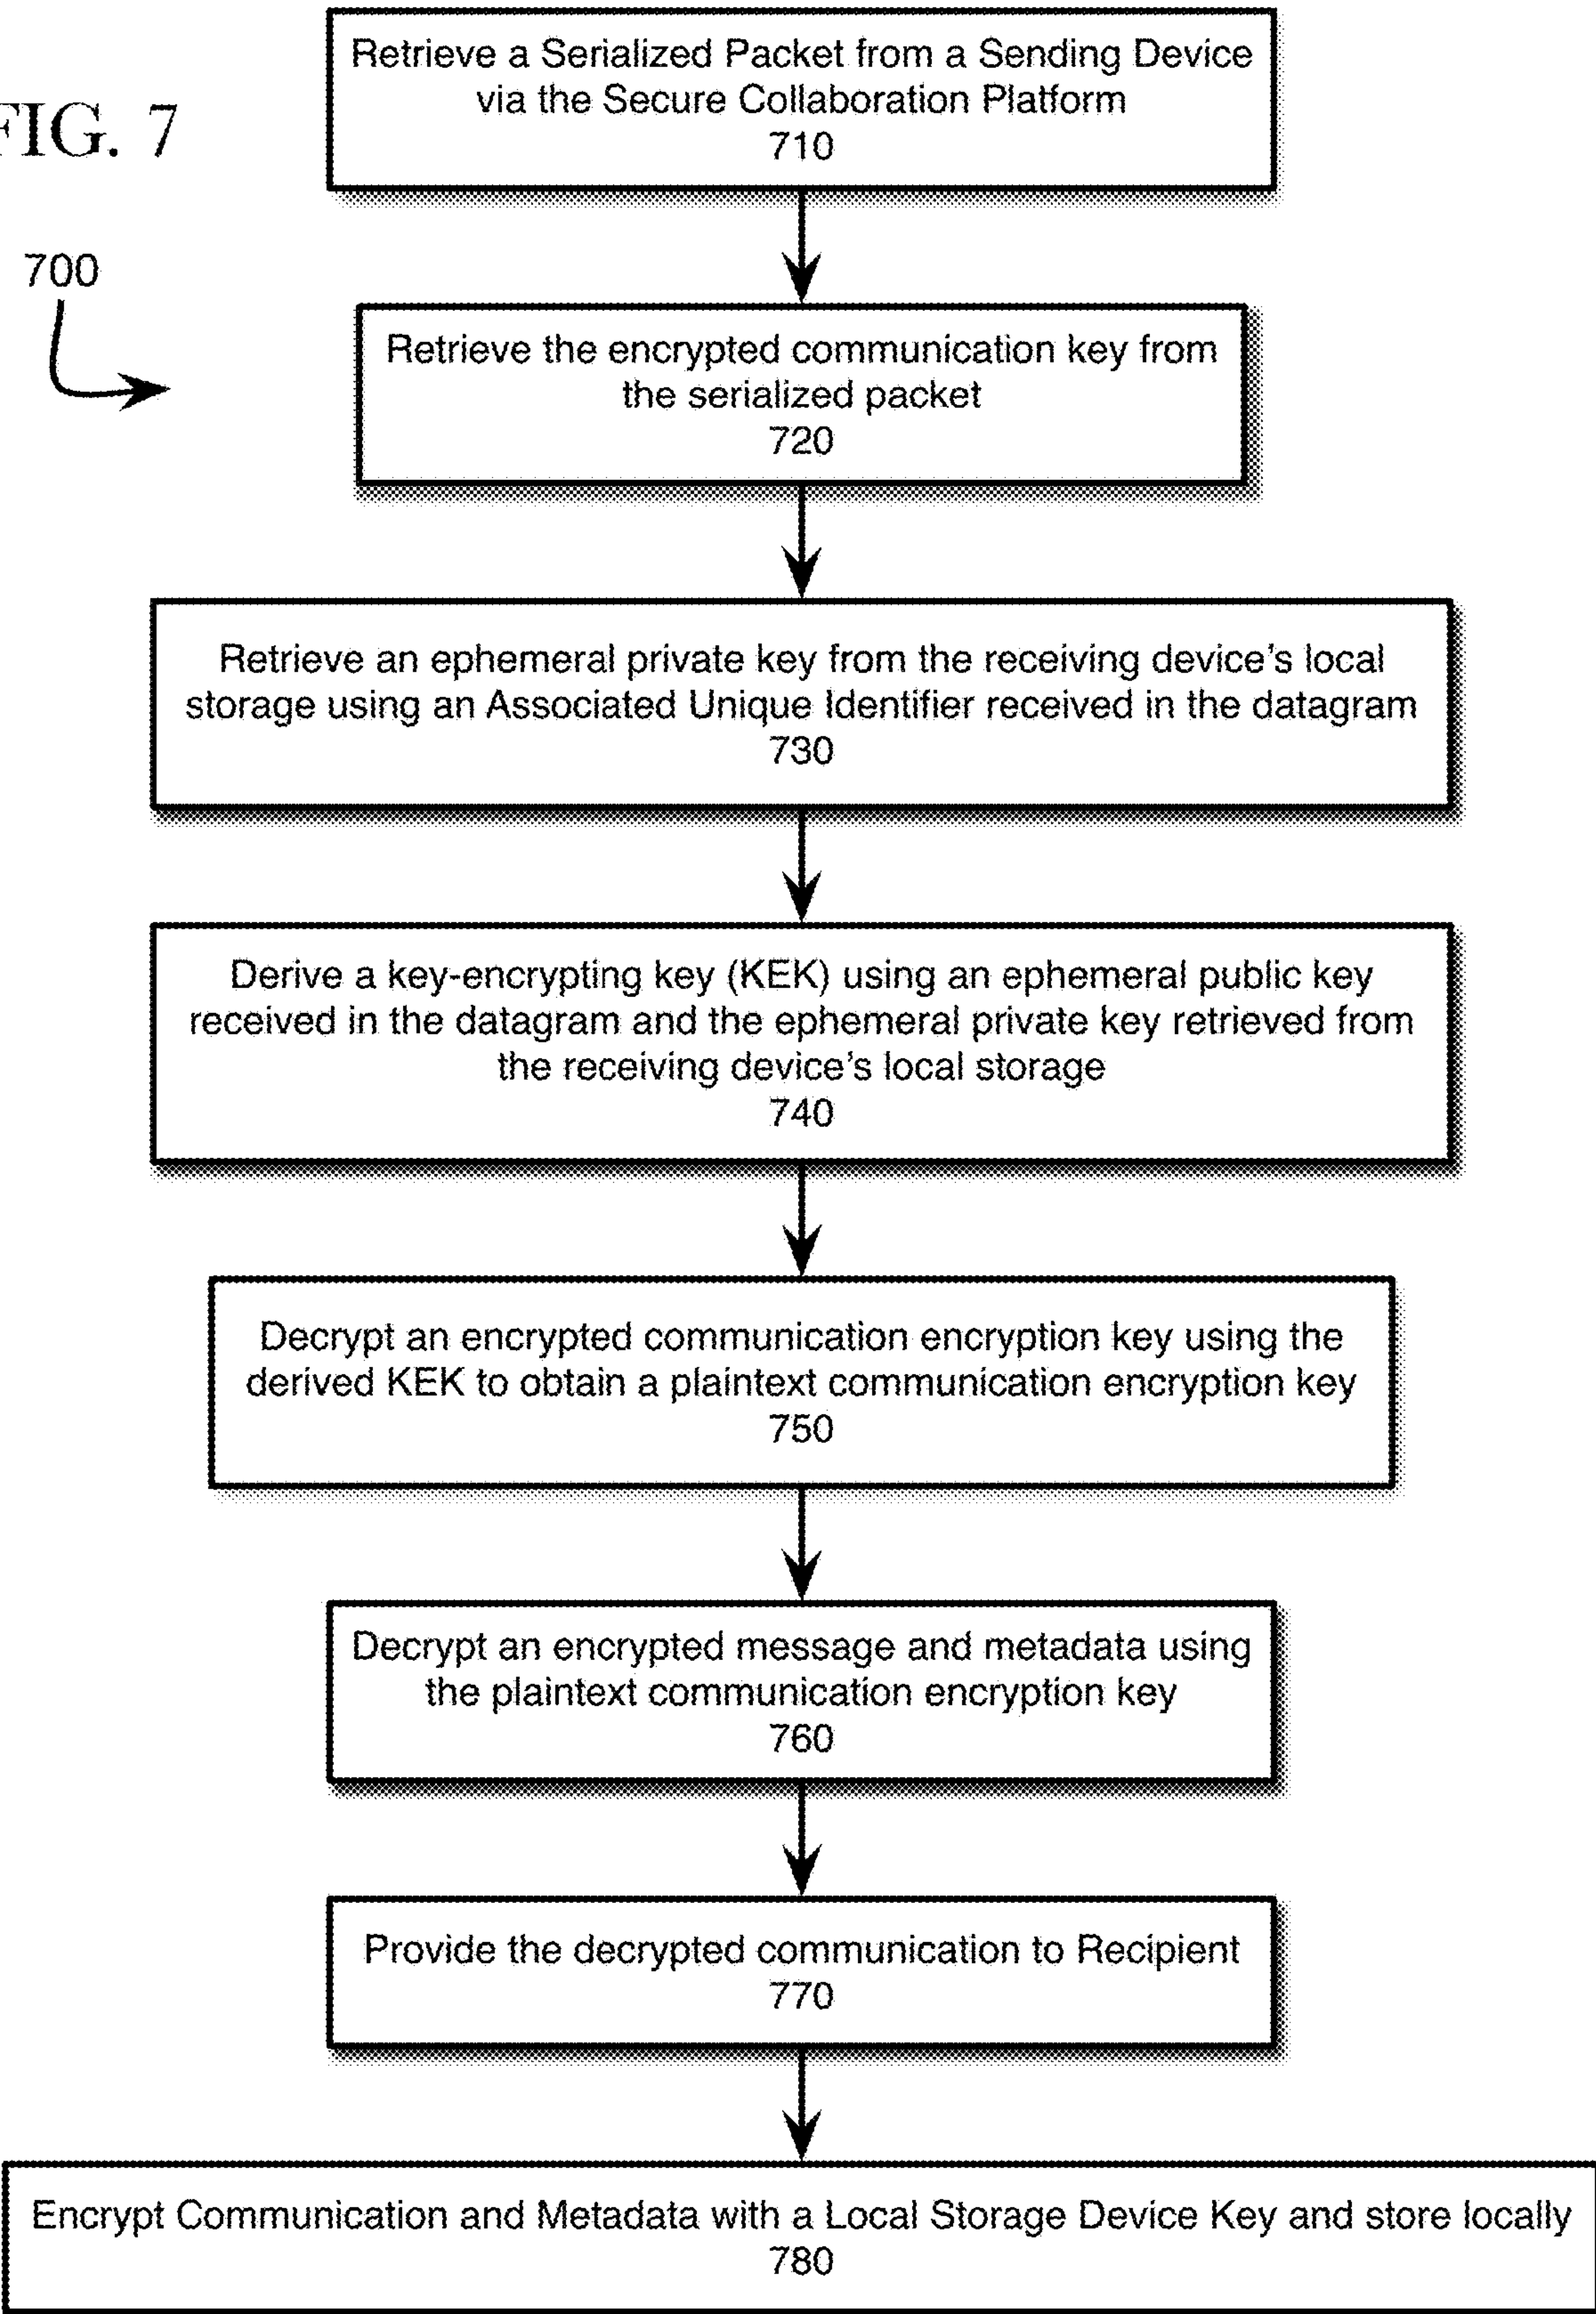 FIG. 7
Retrieve a Serialized Packet from a Sending Device
via the Secure Collaboration Platform
710
700
Retrieve the encrypted communication key from
the serialized packet
720
Retrieve an ephemeral private key from the receiving device's local
storage using an Associated Unique Identifier received in the datagram
730
Derive a key-encrypting key (KEK) using an ephemeral public key
received in the datagram and the ephemeral private key retrieved from
the receiving device's local storage
740
Decrypt an encrypted communication encryption key using the
derived KEK to obtain a plaintext communication encryption key
750
Decrypt an encrypted message and metadata using
the plaintext communication encryption key
760
Provide the decrypted communication to Recipient
770
Encrypt Communication and Metadata with a Local Storage Device Key and store locally
780